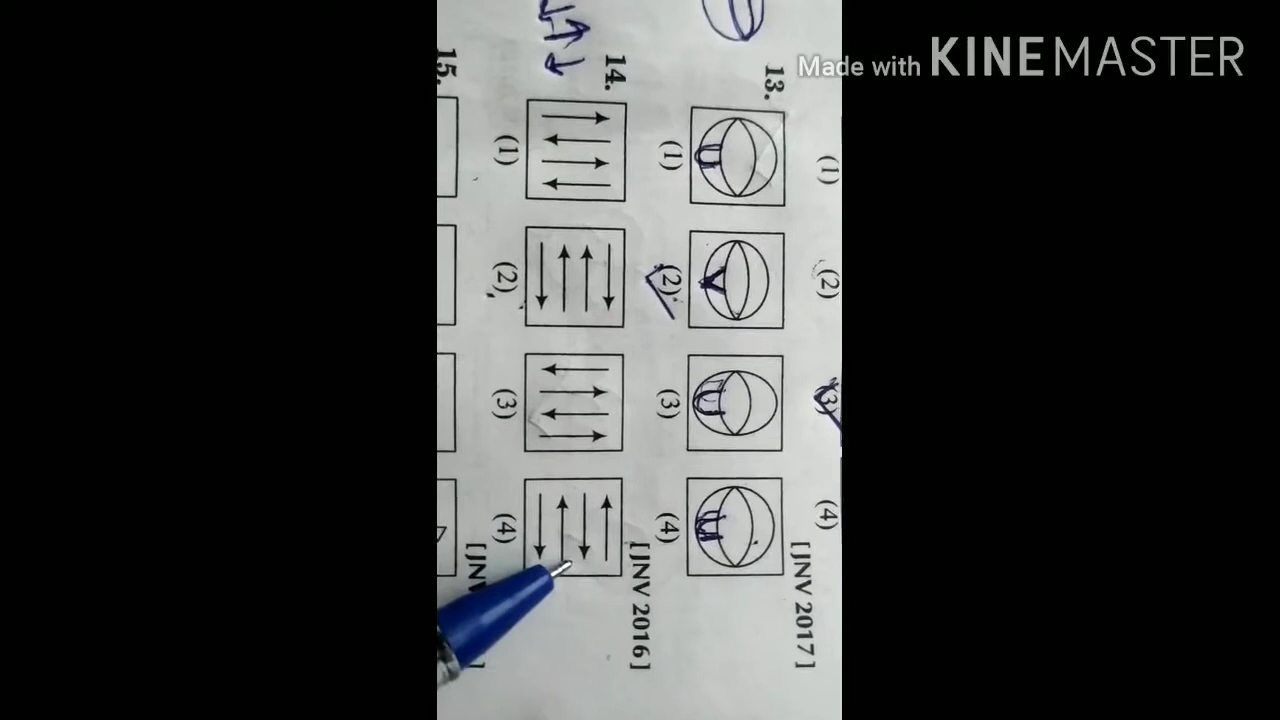 Made with KINEMASTER
(1) (2) (3) (4)
[JNV 2017]
13.
(1) (2) (3) (4)
[JNV 2016]
14.
(1) (2) (3) (4)
[JNV ]
15.